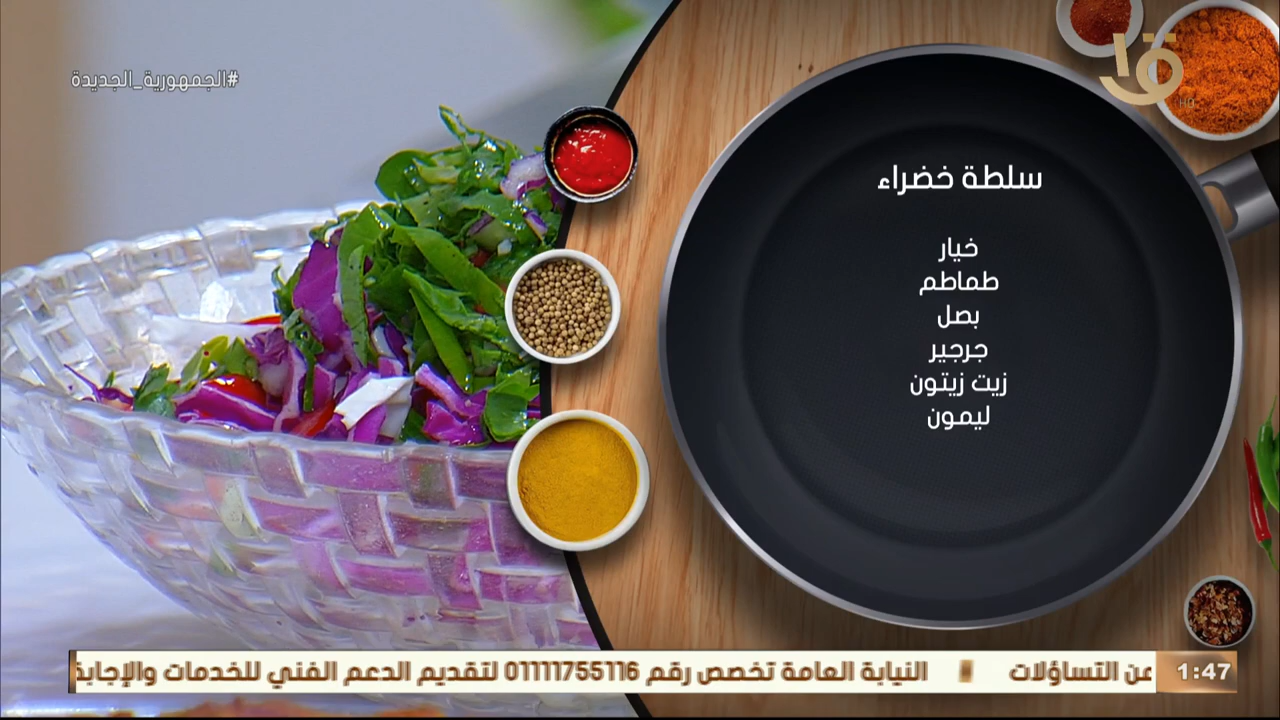 #الجمهورية_الجديدة
HD
سلطة خضراء
خيار
طماطم
بصل
جرجير
زيت زيتون
ليمون
عن التساؤلات النيابة العامة تخصص رقم 01111755116 لتقديم الدعم الفني للخدمات والإجابة
1:47